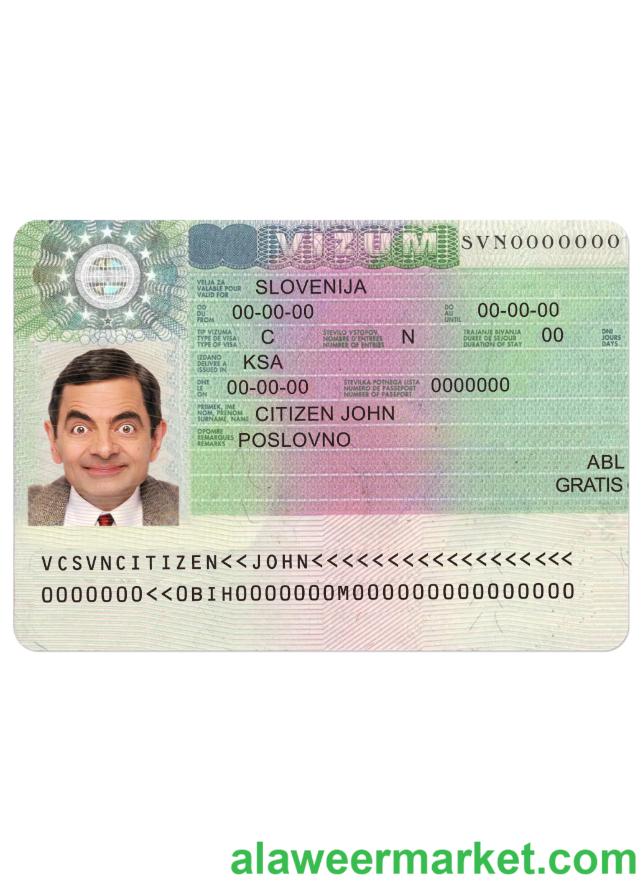 VIZUM SVN0000000
VELJA ZA
VALABLE POUR
VALID FOR
SLOVENIJA
OD
DU
FROM
00-00-00
DO
AU
UNTIL
00-00-00
TIP VIZUMA
TYPE DE VISA
TYPE OF VISA
C
ŠTEVILO VSTOPOV
NOMBRE D'ENTREES
NUMBER OF ENTRIES
N
TRAJANJE BIVANJA
DUREE DE SEJOUR
DURATION OF STAY
00
DNI
JOURS
DAYS
IZDANO
DELIVRE A
ISSUED IN
KSA
DNE
LE
ON
00-00-00
ŠTEVILKA POTNEGA LISTA
NUMERO DE PASSEPORT
NUMBER OF PASSPORT
0000000
PRIIMEK, IME
NOM, PRENOM
SURNAME, NAME
CITIZEN JOHN
OPOMBE
REMARQUES
REMARKS
POSLOVNO
ABL
GRATIS
VCSVNCITIZEN<<JOHN<<<<<<<<<<<<<<<<<<
0000000<<0BIH0000000M000000000000000
alaweermarket.com